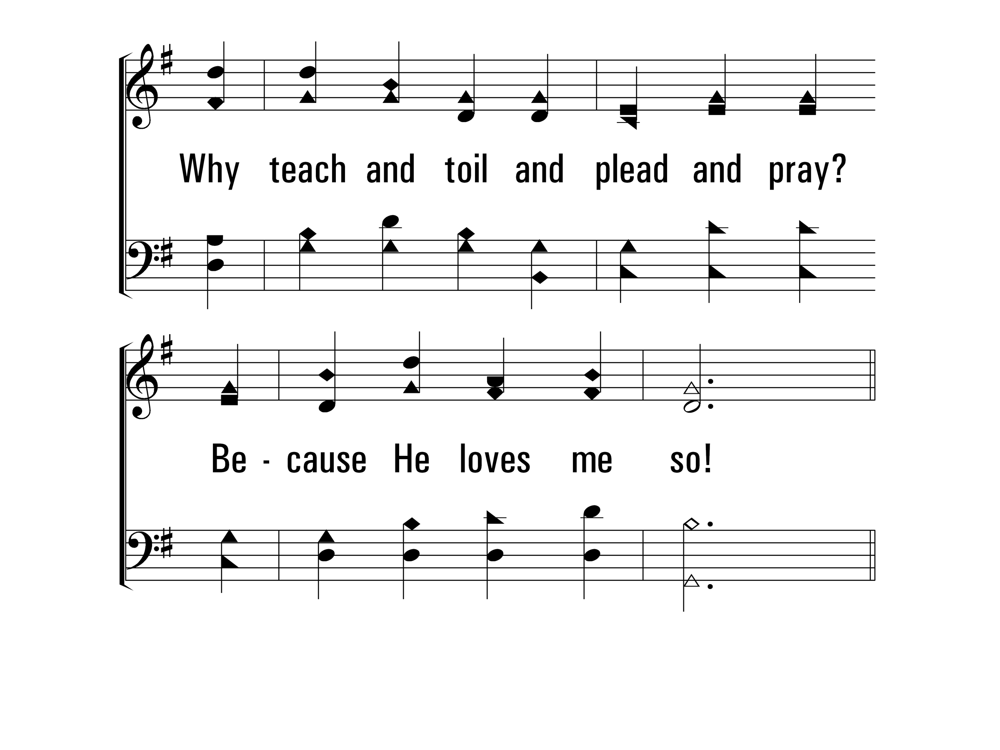 Why teach and toil and plead and pray?
Be - cause He loves me so!